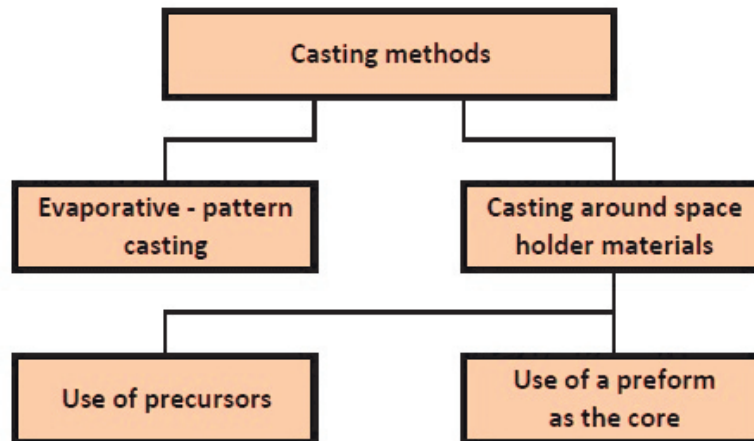 Casting methods
Evaporative - pattern
casting
Casting around space
holder materials
Use of precursors
Use of a preform
as the core